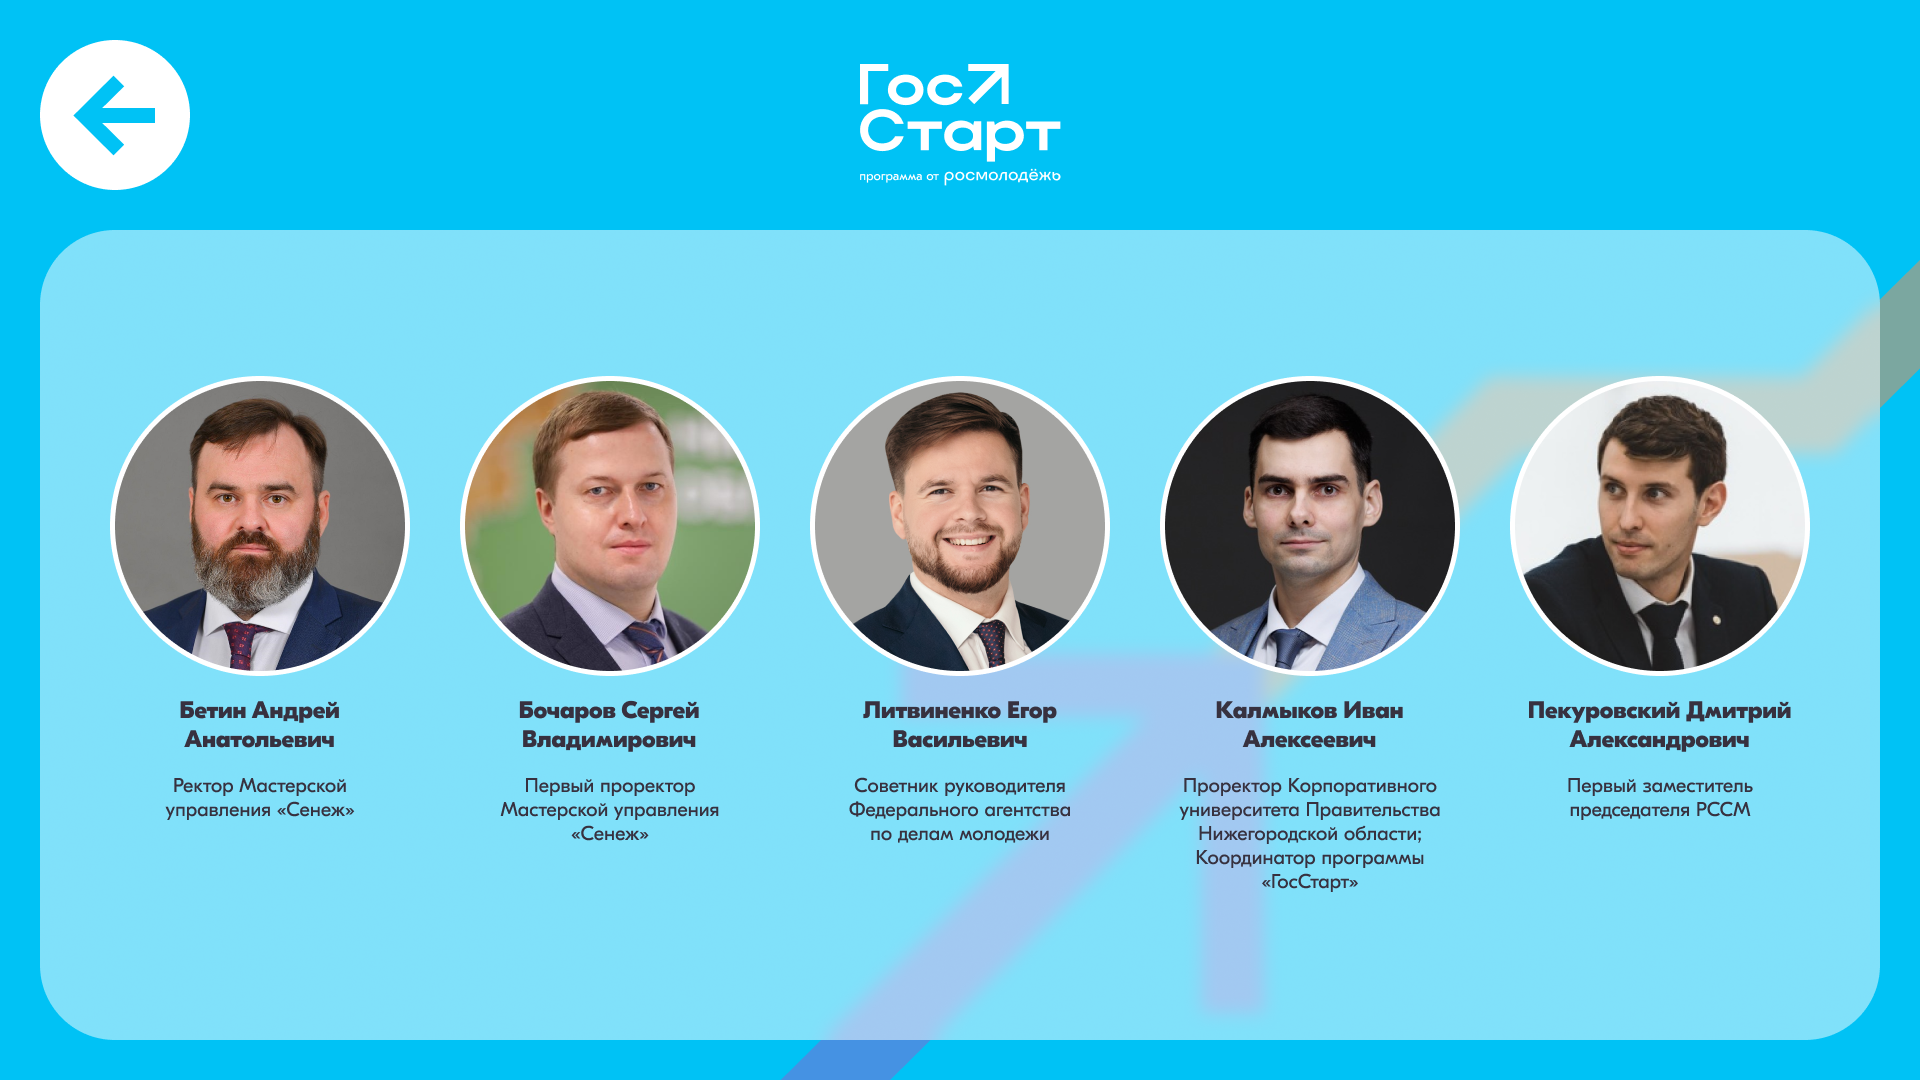 Гос
Старт
программа от росмолодёжь
Бетин Андрей
Анатольевич
Ректор Мастерской
управления «Сенеж»
Бочаров Сергей
Владимирович
Первый проректор
Мастерской управления
«Сенеж»
Литвиненко Егор
Васильевич
Советник руководителя
Федерального агентства
по делам молодежи
Калмыков Иван
Алексеевич
Проректор Корпоративного
университета Правительства
Нижегородской области;
Координатор программы
«ГосСтарт»
Пекуровский Дмитрий
Александрович
Первый заместитель
председателя РССМ